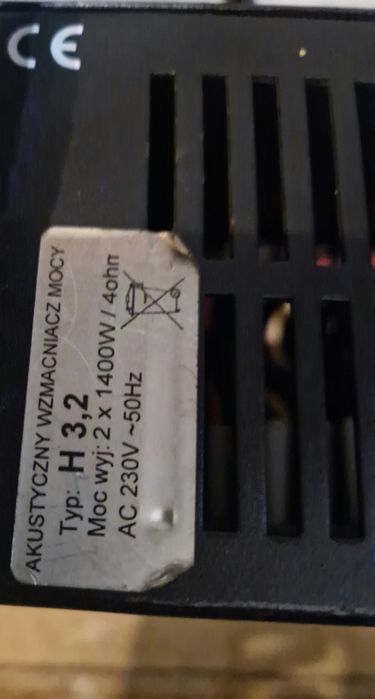 CE
AKUSTYCZNY WZMACNIACZ MOCY
Typ: H 3,2
Moc wyj: 2 x 1400W / 4ohm
AC 230V ~50Hz